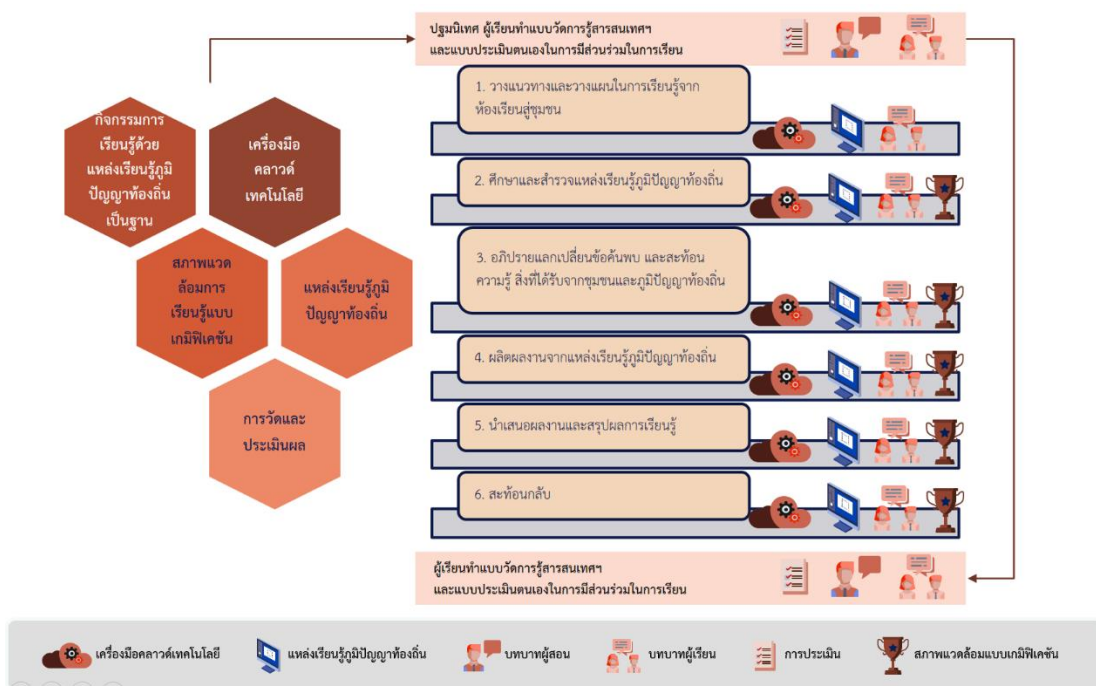 ปฐมนิเทศ ผู้เรียนทำแบบวัดการรู้สารสนเทศฯ
และแบบประเมินตนเองในการมีส่วนร่วมในการเรียน
กิจกรรมการ
เรียนรู้ด้วย
แหล่งเรียนรู้ภูมิ
ปัญญาท้องถิ่น
เป็นฐาน
เครื่องมือ
คลาวด์
เทคโนโลยี
สภาพแวด
ล้อมการ
เรียนรู้แบบ
เกมิฟิเคชัน
แหล่งเรียนรู้ภูมิ
ปัญญาท้องถิ่น
การวัดและ
ประเมินผล
1. วางแนวทางและวางแผนในการเรียนรู้จาก
ห้องเรียนสู่ชุมชน
2. ศึกษาและสำรวจแหล่งเรียนรู้ภูมิปัญญาท้องถิ่น
3. อภิปรายแลกเปลี่ยนข้อค้นพบ และสะท้อน
ความรู้ สิ่งที่ได้รับจากชุมชนและภูมิปัญญาท้องถิ่น
4. ผลิตผลงานจากแหล่งเรียนรู้ภูมิปัญญาท้องถิ่น
5. นำเสนอผลงานและสรุปผลการเรียนรู้
6. สะท้อนกลับ
ผู้เรียนทำแบบวัดการรู้สารสนเทศฯ
และแบบประเมินตนเองในการมีส่วนร่วมในการเรียน
เครื่องมือคลาวด์เทคโนโลยี
แหล่งเรียนรู้ภูมิปัญญาท้องถิ่น
บทบาทผู้สอน
บทบาทผู้เรียน
การประเมิน
สภาพแวดล้อมแบบเกมิฟิเคชัน